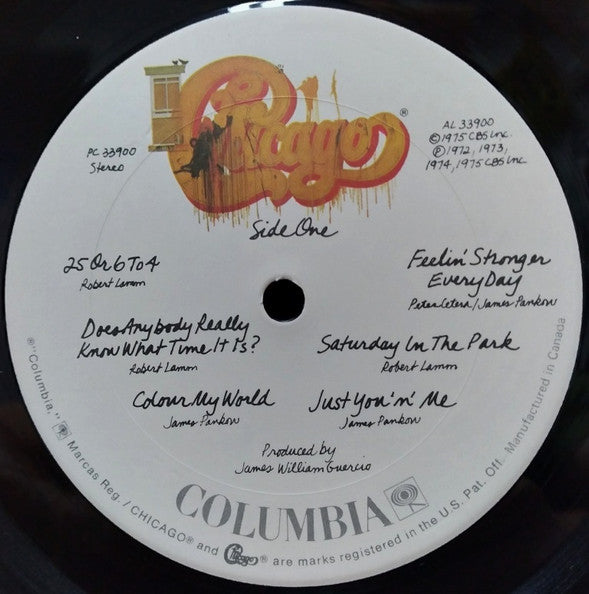 Chicago ®
PC 33900
Stereo
AL 33900
©1975 CBS Inc.
℗1972, 1973,
1974, 1975 CBS Inc.
Side One
25 Or 6 To 4
Robert Lamm
Does Anybody Really
Know What Time It Is?
Robert Lamm
Colour My World
James Pankow
Feelin' Stronger
Every Day
Peter Cetera/James Pankow
Saturday In The Park
Robert Lamm
Just You 'n' Me
James Pankow
Produced by
James William Guercio
COLUMBIA
® "Columbia," Marcas Reg. / CHICAGO® and Chicago ® are marks registered in the U.S. Pat. Off. Manufactured in Canada